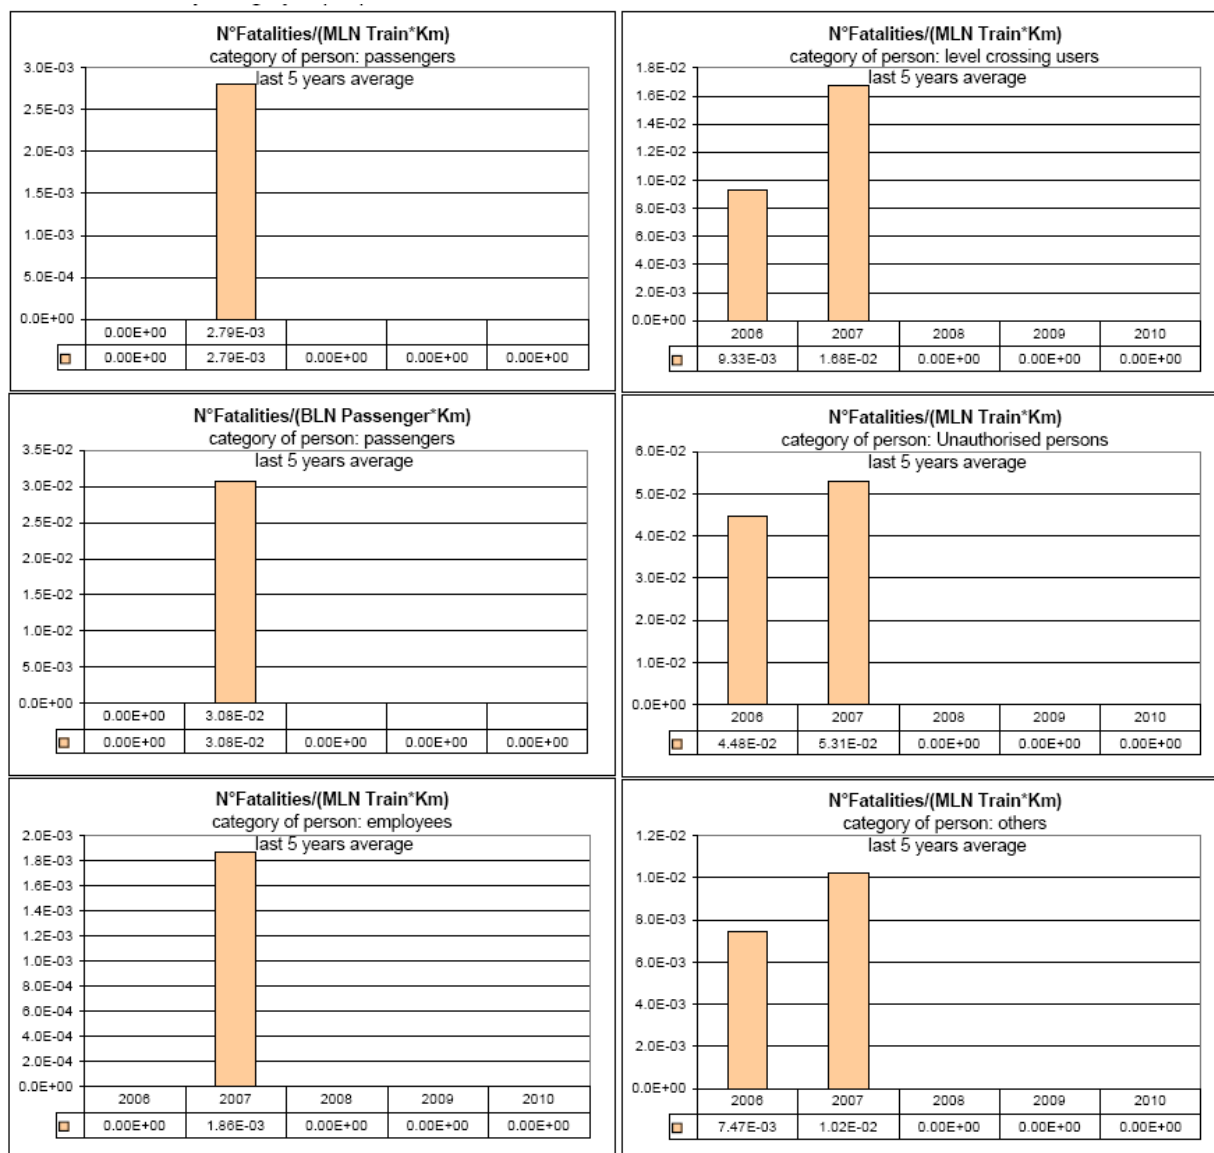 N°Fatalities/(MLN Train*Km)
category of person: passengers
last 5 years average
3.0E-03
2.5E-03
2.0E-03
1.5E-03
1.0E-03
5.0E-04
0.0E+00
0.00E+00 2.79E-03
0.00E+00 2.79E-03 0.00E+00 0.00E+00 0.00E+00
N°Fatalities/(MLN Train*Km)
category of person: level crossing users
last 5 years average
1.8E-02
1.6E-02
1.4E-02
1.2E-02
1.0E-02
8.0E-03
6.0E-03
4.0E-03
2.0E-03
0.0E+00
2006 2007 2008 2009 2010
9.33E-03 1.68E-02 0.00E+00 0.00E+00 0.00E+00
N°Fatalities/(BLN Passenger*Km)
category of person: passengers
last 5 years average
3.5E-02
3.0E-02
2.5E-02
2.0E-02
1.5E-02
1.0E-02
5.0E-03
0.0E+00
0.00E+00 3.08E-02
0.00E+00 3.08E-02 0.00E+00 0.00E+00 0.00E+00
N°Fatalities/(MLN Train*Km)
category of person: Unauthorised persons
last 5 years average
6.0E-02
5.0E-02
4.0E-02
3.0E-02
2.0E-02
1.0E-02
0.0E+00
2006 2007 2008 2009 2010
4.48E-02 5.31E-02 0.00E+00 0.00E+00 0.00E+00
N°Fatalities/(MLN Train*Km)
category of person: employees
last 5 years average
2.0E-03
1.8E-03
1.6E-03
1.4E-03
1.2E-03
1.0E-03
8.0E-04
6.0E-04
4.0E-04
2.0E-04
0.0E+00
2006 2007 2008 2009 2010
0.00E+00 1.86E-03 0.00E+00 0.00E+00 0.00E+00
N°Fatalities/(MLN Train*Km)
category of person: others
last 5 years average
1.2E-02
1.0E-02
8.0E-03
6.0E-03
4.0E-03
2.0E-03
0.0E+00
2006 2007 2008 2009 2010
7.47E-03 1.02E-02 0.00E+00 0.00E+00 0.00E+00